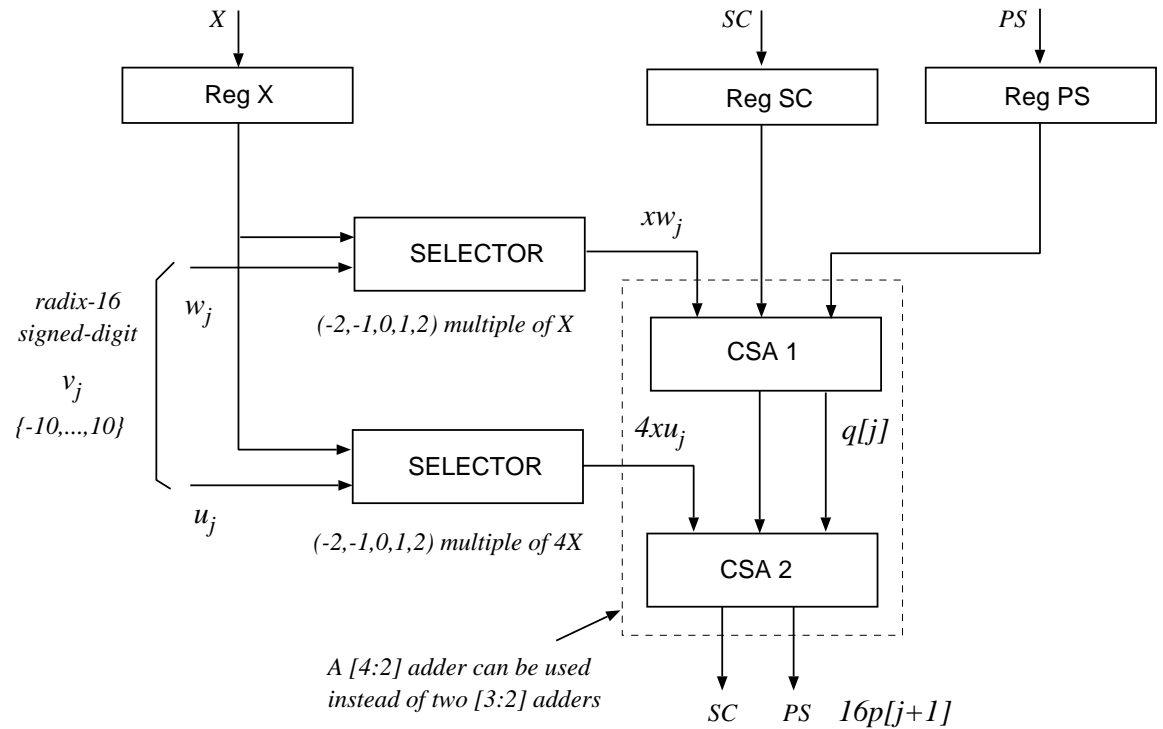 X
SC
PS
Reg X
Reg SC
Reg PS
xw_j
SELECTOR
w_j
(-2,-1,0,1,2) multiple of X
radix-16
signed-digit
v_j
{-10,...,10}
CSA 1
4xu_j
q[j]
SELECTOR
u_j
(-2,-1,0,1,2) multiple of 4X
CSA 2
A [4:2] adder can be used
instead of two [3:2] adders
SC
PS
16p[j+1]